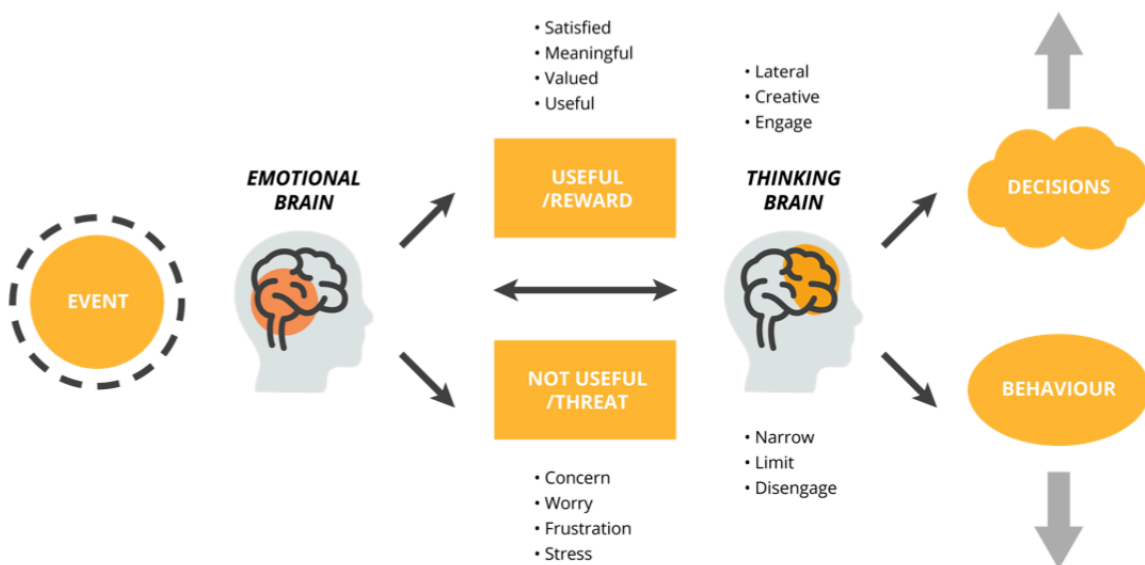 EVENT
EMOTIONAL
BRAIN
• Satisfied
• Meaningful
• Valued
• Useful
USEFUL
/REWARD
NOT USEFUL
/THREAT
• Concern
• Worry
• Frustration
• Stress
• Lateral
• Creative
• Engage
THINKING
BRAIN
• Narrow
• Limit
• Disengage
DECISIONS
BEHAVIOUR